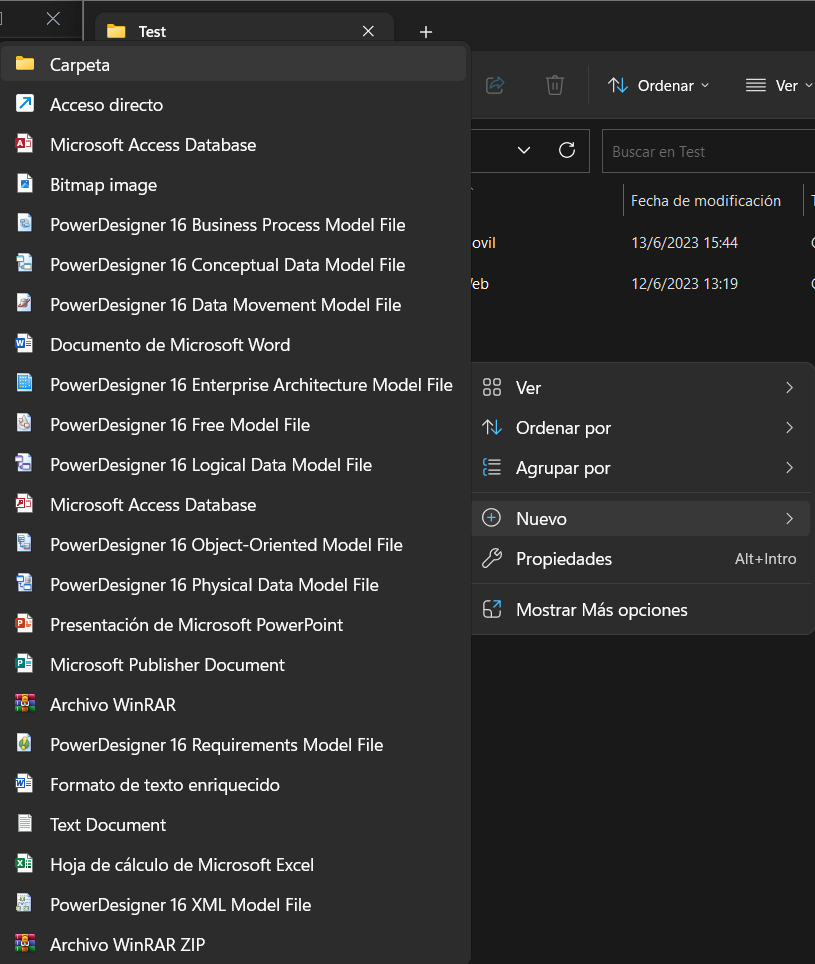 Test
Carpeta
Acceso directo
Microsoft Access Database
Bitmap image
PowerDesigner 16 Business Process Model File
PowerDesigner 16 Conceptual Data Model File
PowerDesigner 16 Data Movement Model File
Documento de Microsoft Word
PowerDesigner 16 Enterprise Architecture Model File
PowerDesigner 16 Free Model File
PowerDesigner 16 Logical Data Model File
Microsoft Access Database
PowerDesigner 16 Object-Oriented Model File
PowerDesigner 16 Physical Data Model File
Presentación de Microsoft PowerPoint
Microsoft Publisher Document
Archivo WinRAR
PowerDesigner 16 Requirements Model File
Formato de texto enriquecido
Text Document
Hoja de cálculo de Microsoft Excel
PowerDesigner 16 XML Model File
Archivo WinRAR ZIP
Ordenar
Ver
Buscar en Test
Fecha de modificación
ovil 13/6/2023 15:44
eb 12/6/2023 13:19
Ver
Ordenar por
Agrupar por
Nuevo
Propiedades Alt+Intro
Mostrar Más opciones